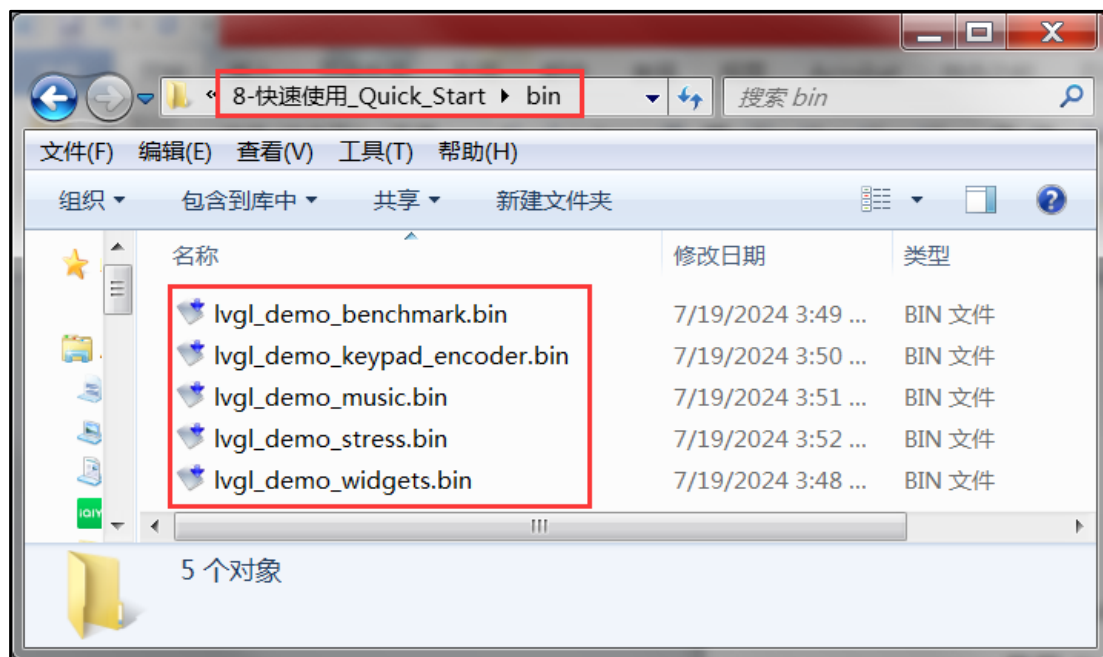 « 8-快速使用_Quick_Start ▸ bin
搜索 bin
文件(F) 编辑(E) 查看(V) 工具(T) 帮助(H)
组织 包含到库中 共享 新建文件夹
名称 修改日期 类型
lvgl_demo_benchmark.bin 7/19/2024 3:49 ... BIN 文件
lvgl_demo_keypad_encoder.bin 7/19/2024 3:50 ... BIN 文件
lvgl_demo_music.bin 7/19/2024 3:51 ... BIN 文件
lvgl_demo_stress.bin 7/19/2024 3:52 ... BIN 文件
lvgl_demo_widgets.bin 7/19/2024 3:48 ... BIN 文件
5 个对象